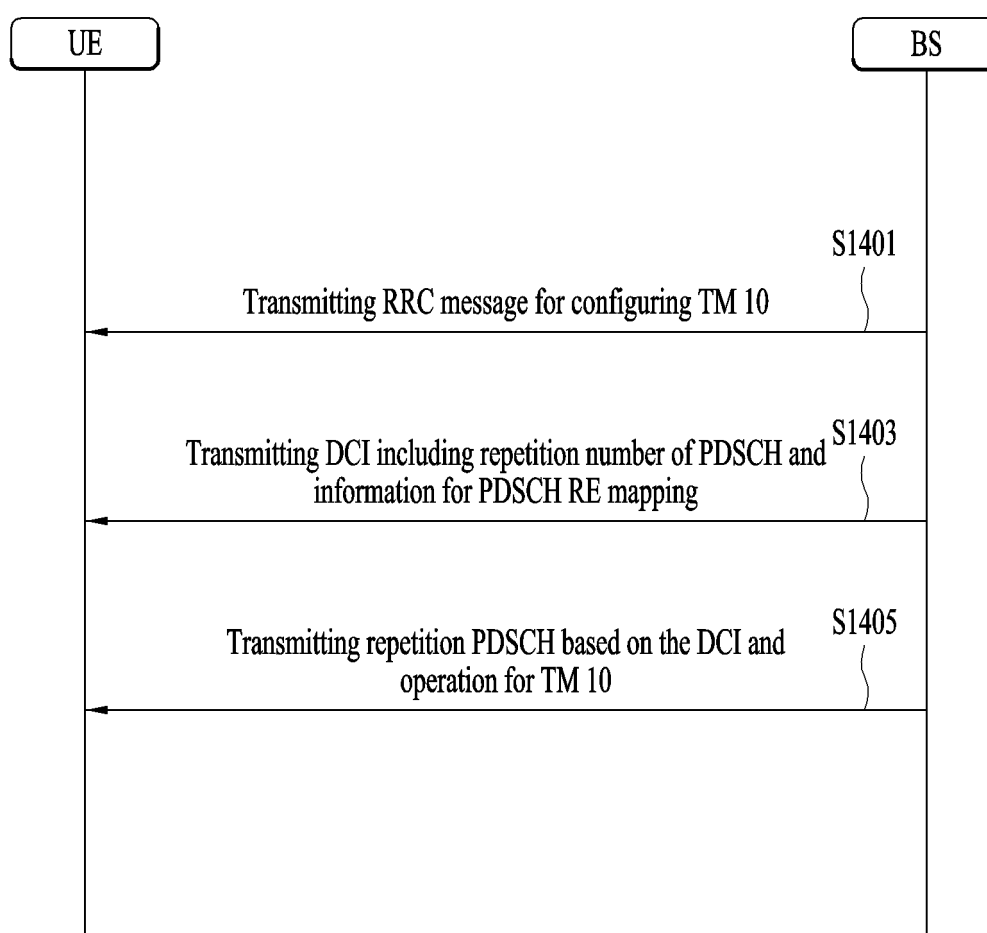 UE
BS
S1401
Transmitting RRC message for configuring TM 10
S1403
Transmitting DCI including repetition number of PDSCH and
information for PDSCH RE mapping
S1405
Transmitting repetition PDSCH based on the DCI and
operation for TM 10